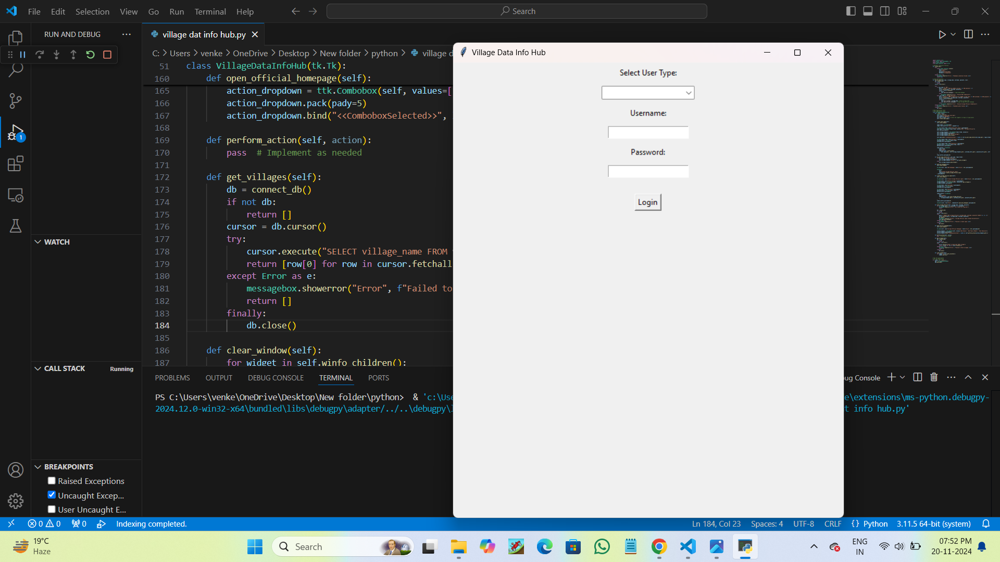 File Edit Selection View Go Run Terminal Help
Search
RUN AND DEBUG
village dat info hub.py
C: > Users > venke > OneDrive > Desktop > New folder > python > village d
51 class VillageDataInfoHub(tk.Tk):
160 def open_official_homepage(self):
165 action_dropdown = ttk.Combobox(self, values=[
166 action_dropdown.pack(pady=5)
167 action_dropdown.bind("<<ComboboxSelected>>",
168
169 def perform_action(self, action):
170 pass # Implement as needed
171
172 def get_villages(self):
173 db = connect_db()
174 if not db:
175 return []
176 cursor = db.cursor()
177 try:
178 cursor.execute("SELECT village_name FROM
179 return [row[0] for row in cursor.fetchall
180 except Error as e:
181 messagebox.showerror("Error", f"Failed to
182 return []
183 finally:
184 db.close()
185
186 def clear_window(self):
187 for widget in self.winfo_children():
Village Data Info Hub
Select User Type:
Username:
Password:
Login
1
WATCH
CALL STACK Running
BREAKPOINTS
Raised Exceptions
Uncaught Excep...
User Uncaught E...
PROBLEMS OUTPUT DEBUG CONSOLE TERMINAL PORTS
ug Console
PS C:\Users\venke\OneDrive\Desktop\New folder\python> & 'c:\Use
e\extensions\ms-python.debugpy-
2024.12.0-win32-x64\bundled\libs\debugpy\adapter/../..\debugpy\l
t info hub.py'
0 0 0 Indexing completed.
Ln 184, Col 23 Spaces: 4 UTF-8 CRLF {} Python 3.11.5 64-bit (system)
19°C
Haze
Search
ENG
IN
07:52 PM
20-11-2024